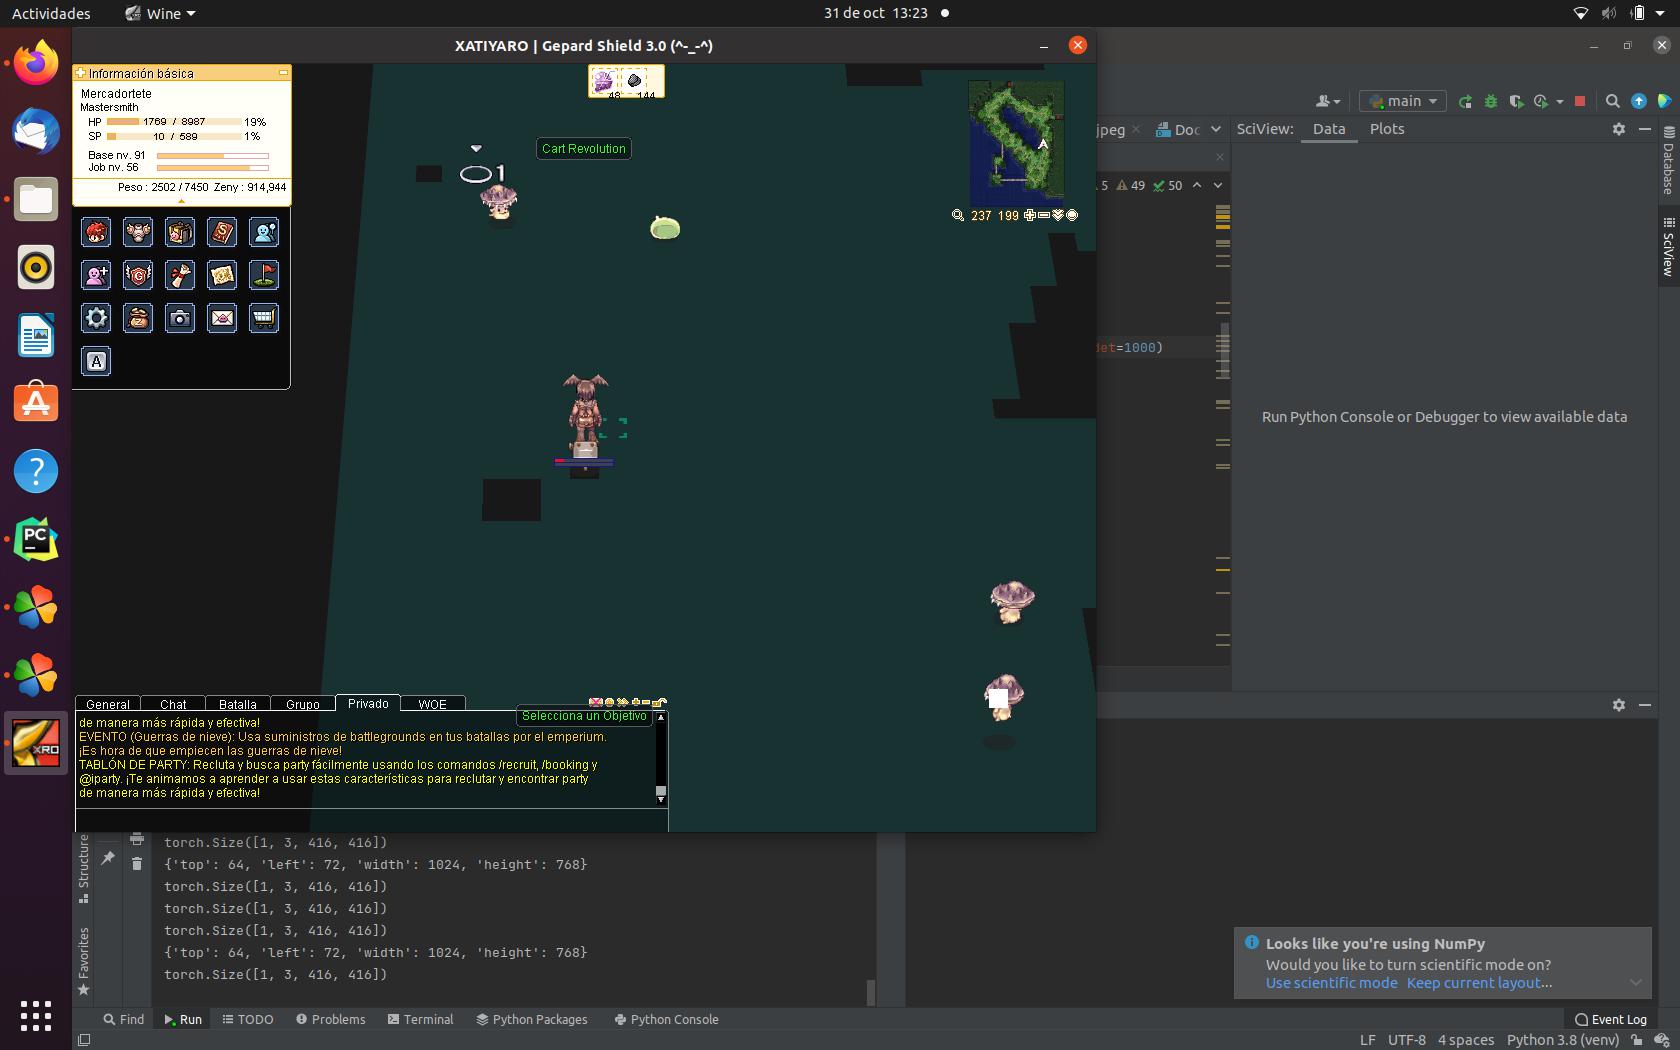 Actividades
Wine
31 de oct 13:23
XATIYARO | Gepard Shield 3.0 (^-_-^)
Información básica
Mercadortete
Mastersmith
HP 1769 / 8987 19%
SP 10 / 589 1%
Base nv. 91
Job nv. 56
Peso : 2502 / 7450 Zeny : 914,944
48 144
Cart Revolution
1
237 199
A
main
jpeg
Doc
SciView: Data Plots
5 49 50
Database
SciView
det=1000)
Run Python Console or Debugger to view available data
PC
XRO
General Chat Batalla Grupo Privado WOE
Selecciona un Objetivo
de manera más rápida y efectiva!
EVENTO (Guerras de nieve): Usa suministros de battlegrounds en tus batallas por el emperium.
¡Es hora de que empiecen las guerras de nieve!
TABLÓN DE PARTY: Recluta y busca party fácilmente usando los comandos /recruit, /booking y
@iparty. ¡Te animamos a aprender a usar estas características para reclutar y encontrar party
de manera más rápida y efectiva!
Structure
Favorites
torch.Size([1, 3, 416, 416])
{'top': 64, 'left': 72, 'width': 1024, 'height': 768}
torch.Size([1, 3, 416, 416])
torch.Size([1, 3, 416, 416])
torch.Size([1, 3, 416, 416])
{'top': 64, 'left': 72, 'width': 1024, 'height': 768}
torch.Size([1, 3, 416, 416])
Looks like you're using NumPy
Would you like to turn scientific mode on?
Use scientific mode Keep current layout...
Find Run TODO Problems Terminal Python Packages Python Console
Event Log
LF UTF-8 4 spaces Python 3.8 (venv)